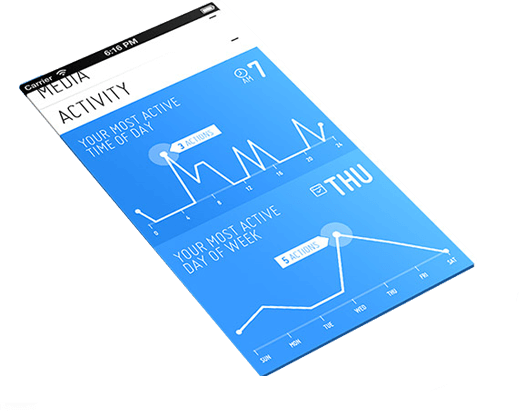 Carrier 6:16 PM
MEDIA
ACTIVITY
YOUR MOST ACTIVE
TIME OF DAY
AM 7
3 ACTIONS
0 4 8 12 16 20 24
YOUR MOST ACTIVE
DAY OF WEEK
THU
5 ACTIONS
SUN MON TUE WED THU FRI SAT